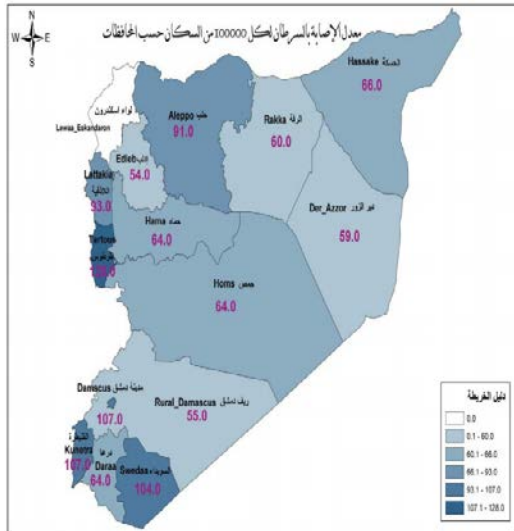 معدل الإصابة بالسرطان لكل 100000 من السكان حسب المحافظات
N
W E
S
Hassake الحسكة
66.0
Aleppo حلب
91.0
Rakka الرقة
60.0
لواء اسكندرون
Lewaa_Eskandaron
Edleb ادلب
54.0
Lattakia
اللاذقية
93.0
Hama حماه
64.0
Der_Azzor دير الزور
59.0
Tartous
طرطوس
Homs حمص
64.0
Damascus مدينة دمشق
107.0
Rural_Damascus ريف دمشق
55.0
القنيطرة
Kunetra
107.0
درعا
Daraa
64.0
Swedaa السويداء
104.0
دليل الخريطة
0.0
0.1 - 60.0
60.1 - 66.0
66.1 - 93.0
93.1 - 107.0
107.1 - 128.0